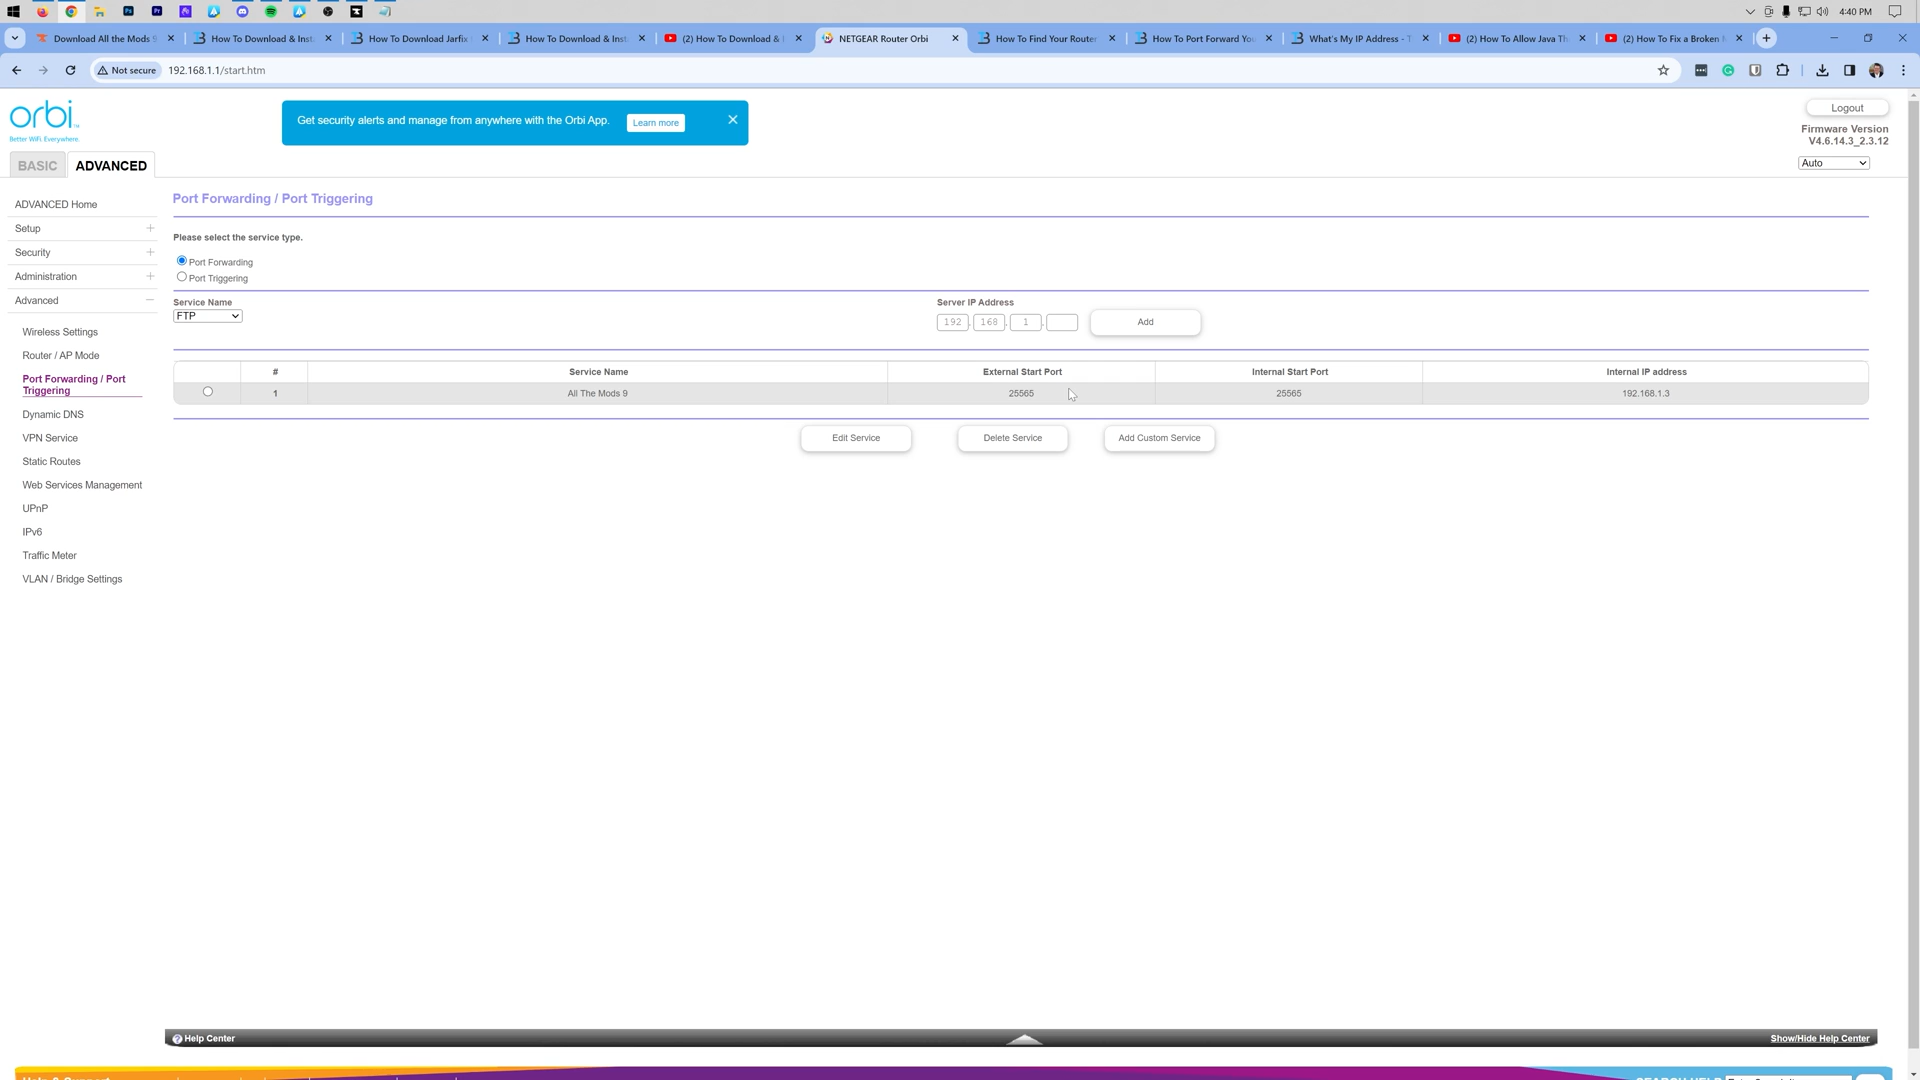 4:40 PM
Download All the Mods 9
How To Download & Inst
How To Download Jarfix
How To Download & Inst
(2) How To Download &
NETGEAR Router Orbi
How To Find Your Router
How To Port Forward You
What's My IP Address - T
(2) How To Allow Java Th
(2) How To Fix a Broken
Not secure
192.168.1.1/start.htm
orbi
Better WiFi. Everywhere.
Get security alerts and manage from anywhere with the Orbi App.
Learn more
Logout
Firmware Version
V4.6.14.3_2.3.12
Auto
BASIC
ADVANCED
ADVANCED Home
Setup
Security
Administration
Advanced
Wireless Settings
Router / AP Mode
Port Forwarding / Port
Triggering
Dynamic DNS
VPN Service
Static Routes
Web Services Management
UPnP
IPv6
Traffic Meter
VLAN / Bridge Settings
Port Forwarding / Port Triggering
Please select the service type.
Port Forwarding
Port Triggering
Service Name
FTP
Server IP Address
192 . 168 . 1 .
Add
# Service Name External Start Port Internal Start Port Internal IP address
1 All The Mods 9 25565 25565 192.168.1.3
Edit Service
Delete Service
Add Custom Service
Help Center
Show/Hide Help Center